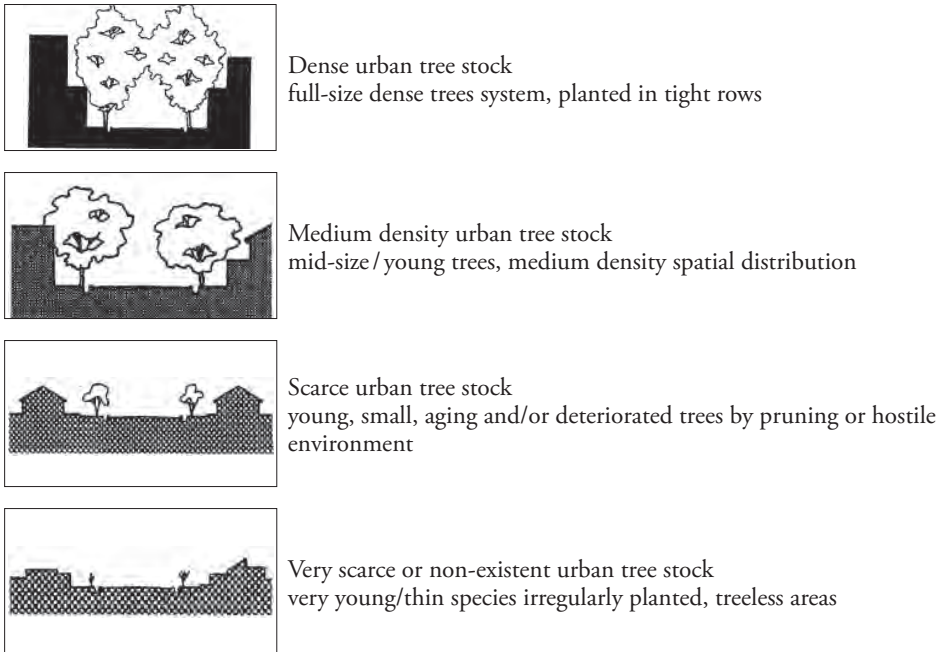 Dense urban tree stock
full-size dense trees system, planted in tight rows
Medium density urban tree stock
mid-size / young trees, medium density spatial distribution
Scarce urban tree stock
young, small, aging and/or deteriorated trees by pruning or hostile
environment
Very scarce or non-existent urban tree stock
very young/thin species irregularly planted, treeless areas